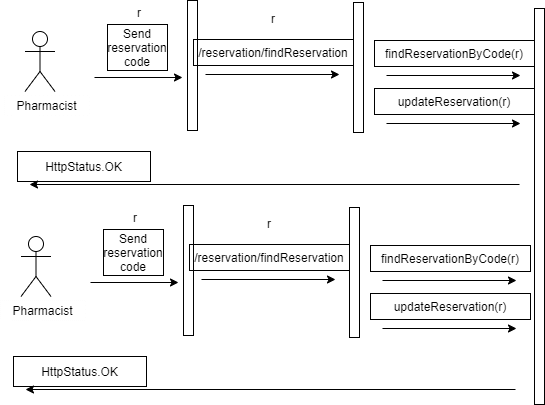 r
r
Send
reservation
code
/reservation/findReservation
findReservationByCode(r)
updateReservation(r)
Pharmacist
HttpStatus.OK
r
r
Send
reservation
code
/reservation/findReservation
findReservationByCode(r)
updateReservation(r)
Pharmacist
HttpStatus.OK